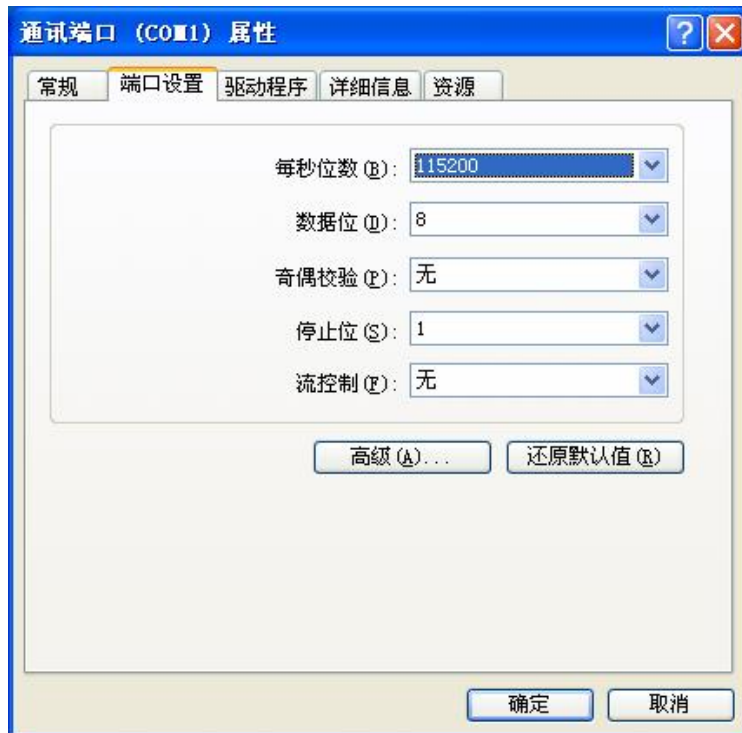 通讯端口 (COM1) 属性
常规 端口设置 驱动程序 详细信息 资源
每秒位数(B): 115200
数据位(D): 8
奇偶校验(P): 无
停止位(S): 1
流控制(F): 无
高级(A)... 还原默认值(R)
确定 取消